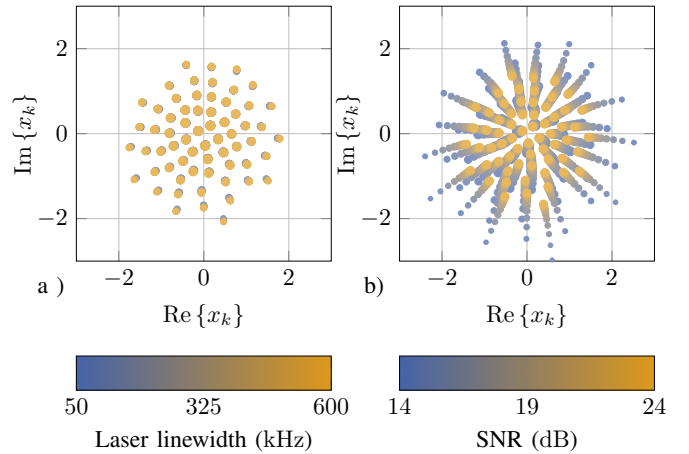 2
0
−2
Im {x_k}
−2 0 2
a )
Re {x_k}
2
0
−2
Im {x_k}
−2 0 2
b)
Re {x_k}
50 325 600
Laser linewidth (kHz)
14 19 24
SNR (dB)